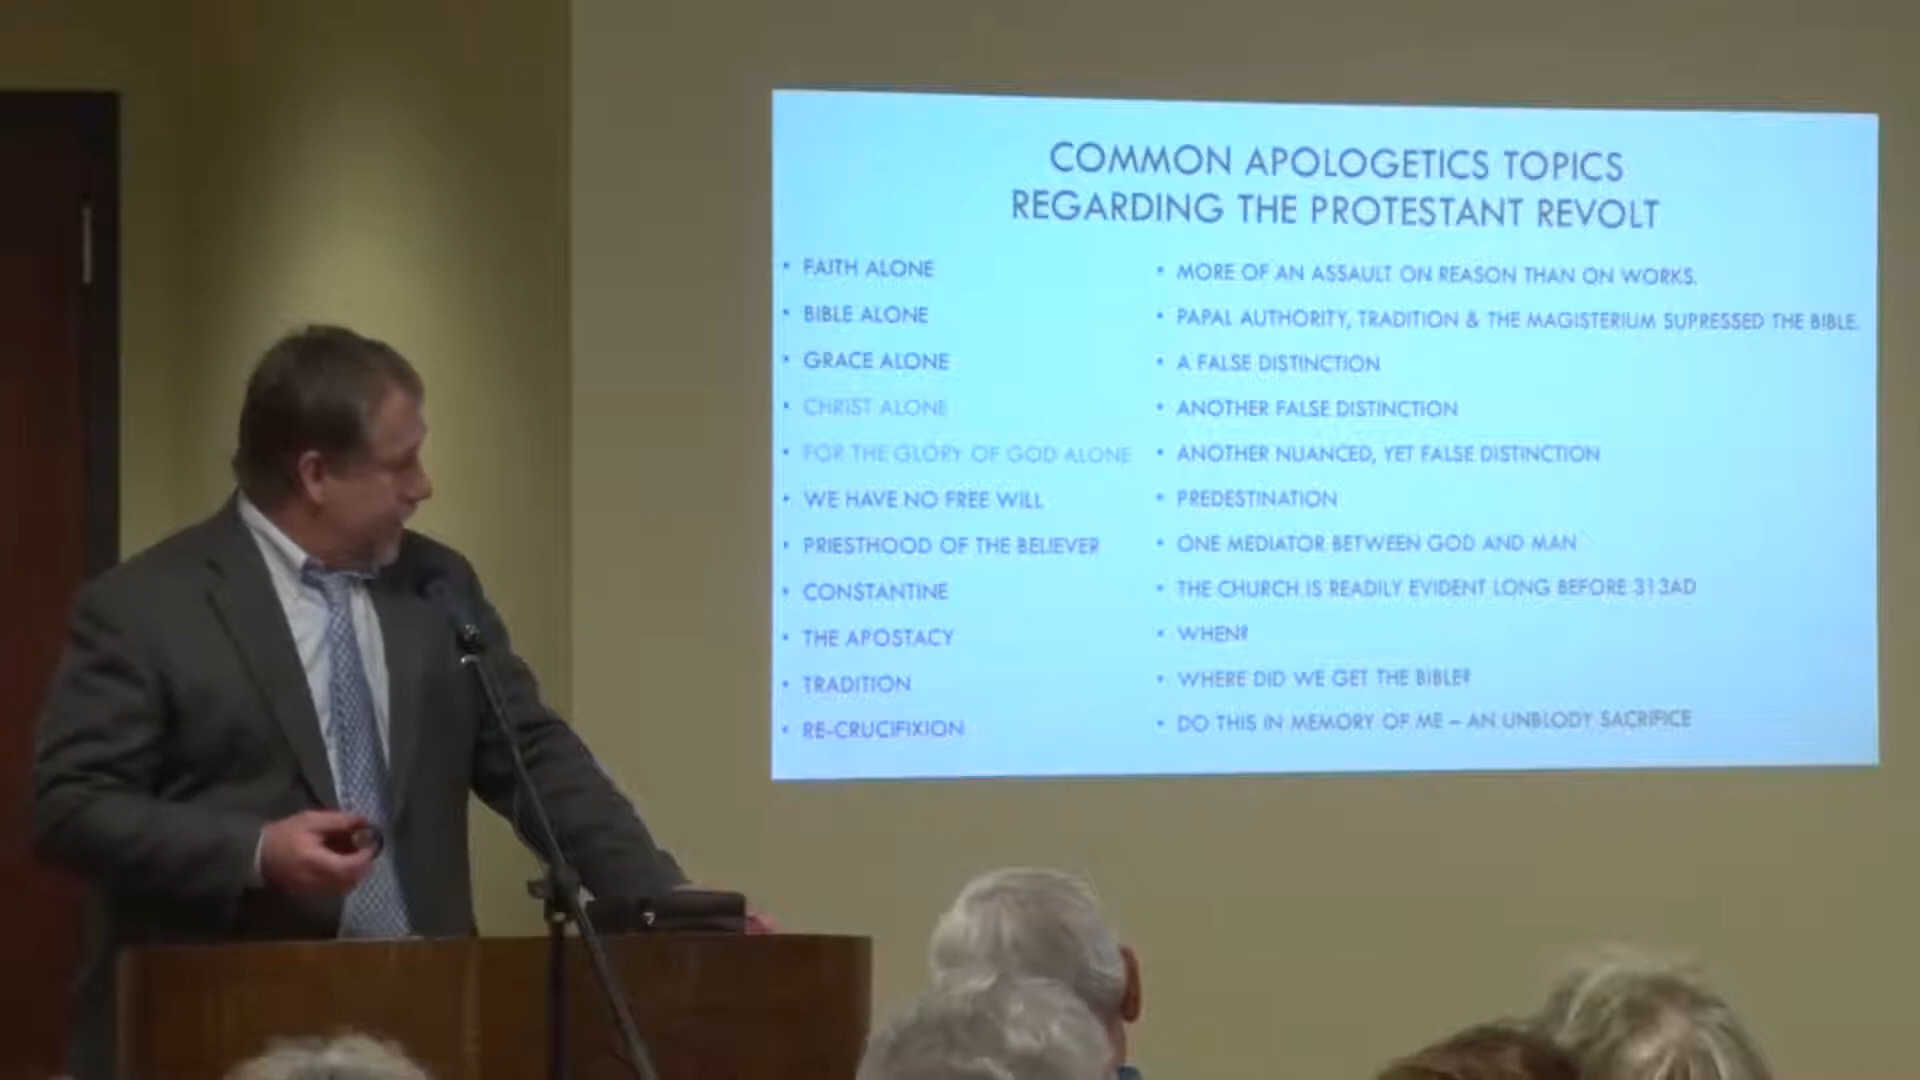 COMMON APOLOGETICS TOPICS
REGARDING THE PROTESTANT REVOLT
• FAITH ALONE
• BIBLE ALONE
• GRACE ALONE
• CHRIST ALONE
• FOR THE GLORY OF GOD ALONE
• WE HAVE NO FREE WILL
• PRIESTHOOD OF THE BELIEVER
• CONSTANTINE
• THE APOSTACY
• TRADITION
• RE-CRUCIFIXION
• MORE OF AN ASSAULT ON REASON THAN ON WORKS.
• PAPAL AUTHORITY, TRADITION & THE MAGISTERIUM SUPRESSED THE BIBLE.
• A FALSE DISTINCTION
• ANOTHER FALSE DISTINCTION
• ANOTHER NUANCED, YET FALSE DISTINCTION
• PREDESTINATION
• ONE MEDIATOR BETWEEN GOD AND MAN
• THE CHURCH IS READILY EVIDENT LONG BEFORE 313AD
• WHEN?
• WHERE DID WE GET THE BIBLE?
• DO THIS IN MEMORY OF ME – AN UNBLODY SACRIFICE